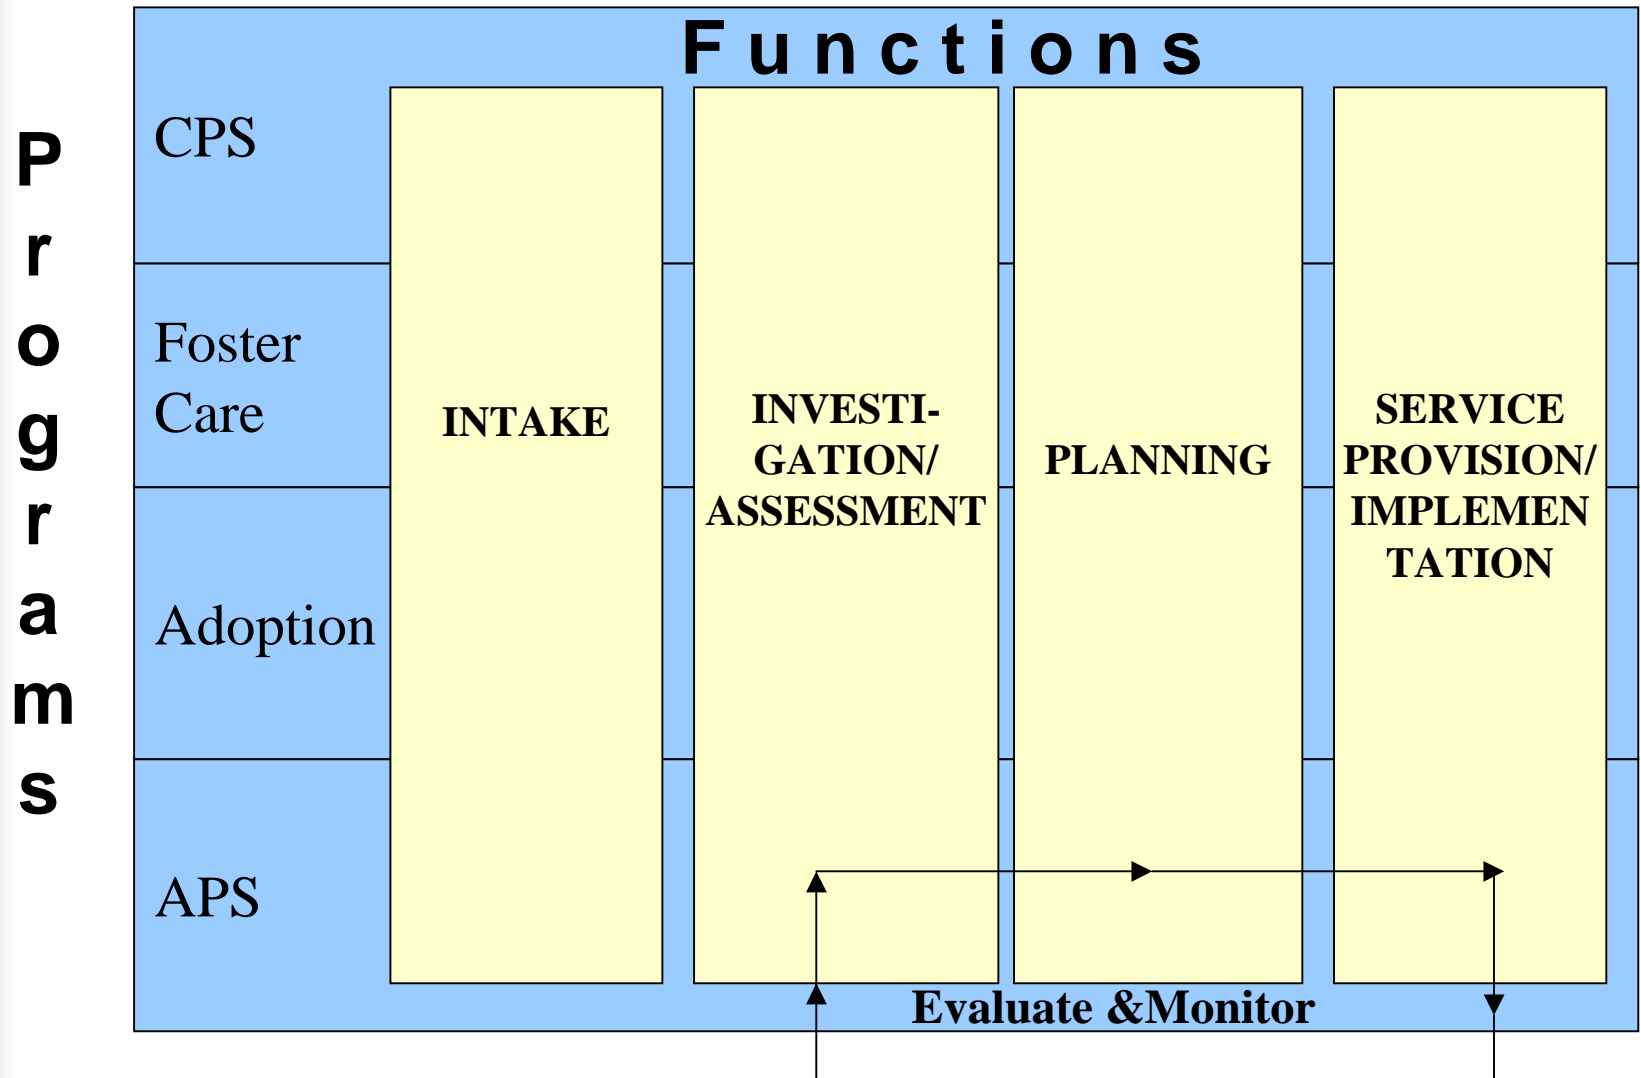 Functions
Programs
CPS
Foster
Care
Adoption
APS
INTAKE
INVESTI-
GATION/
ASSESSMENT
PLANNING
SERVICE
PROVISION/
IMPLEMEN
TATION
Evaluate &Monitor